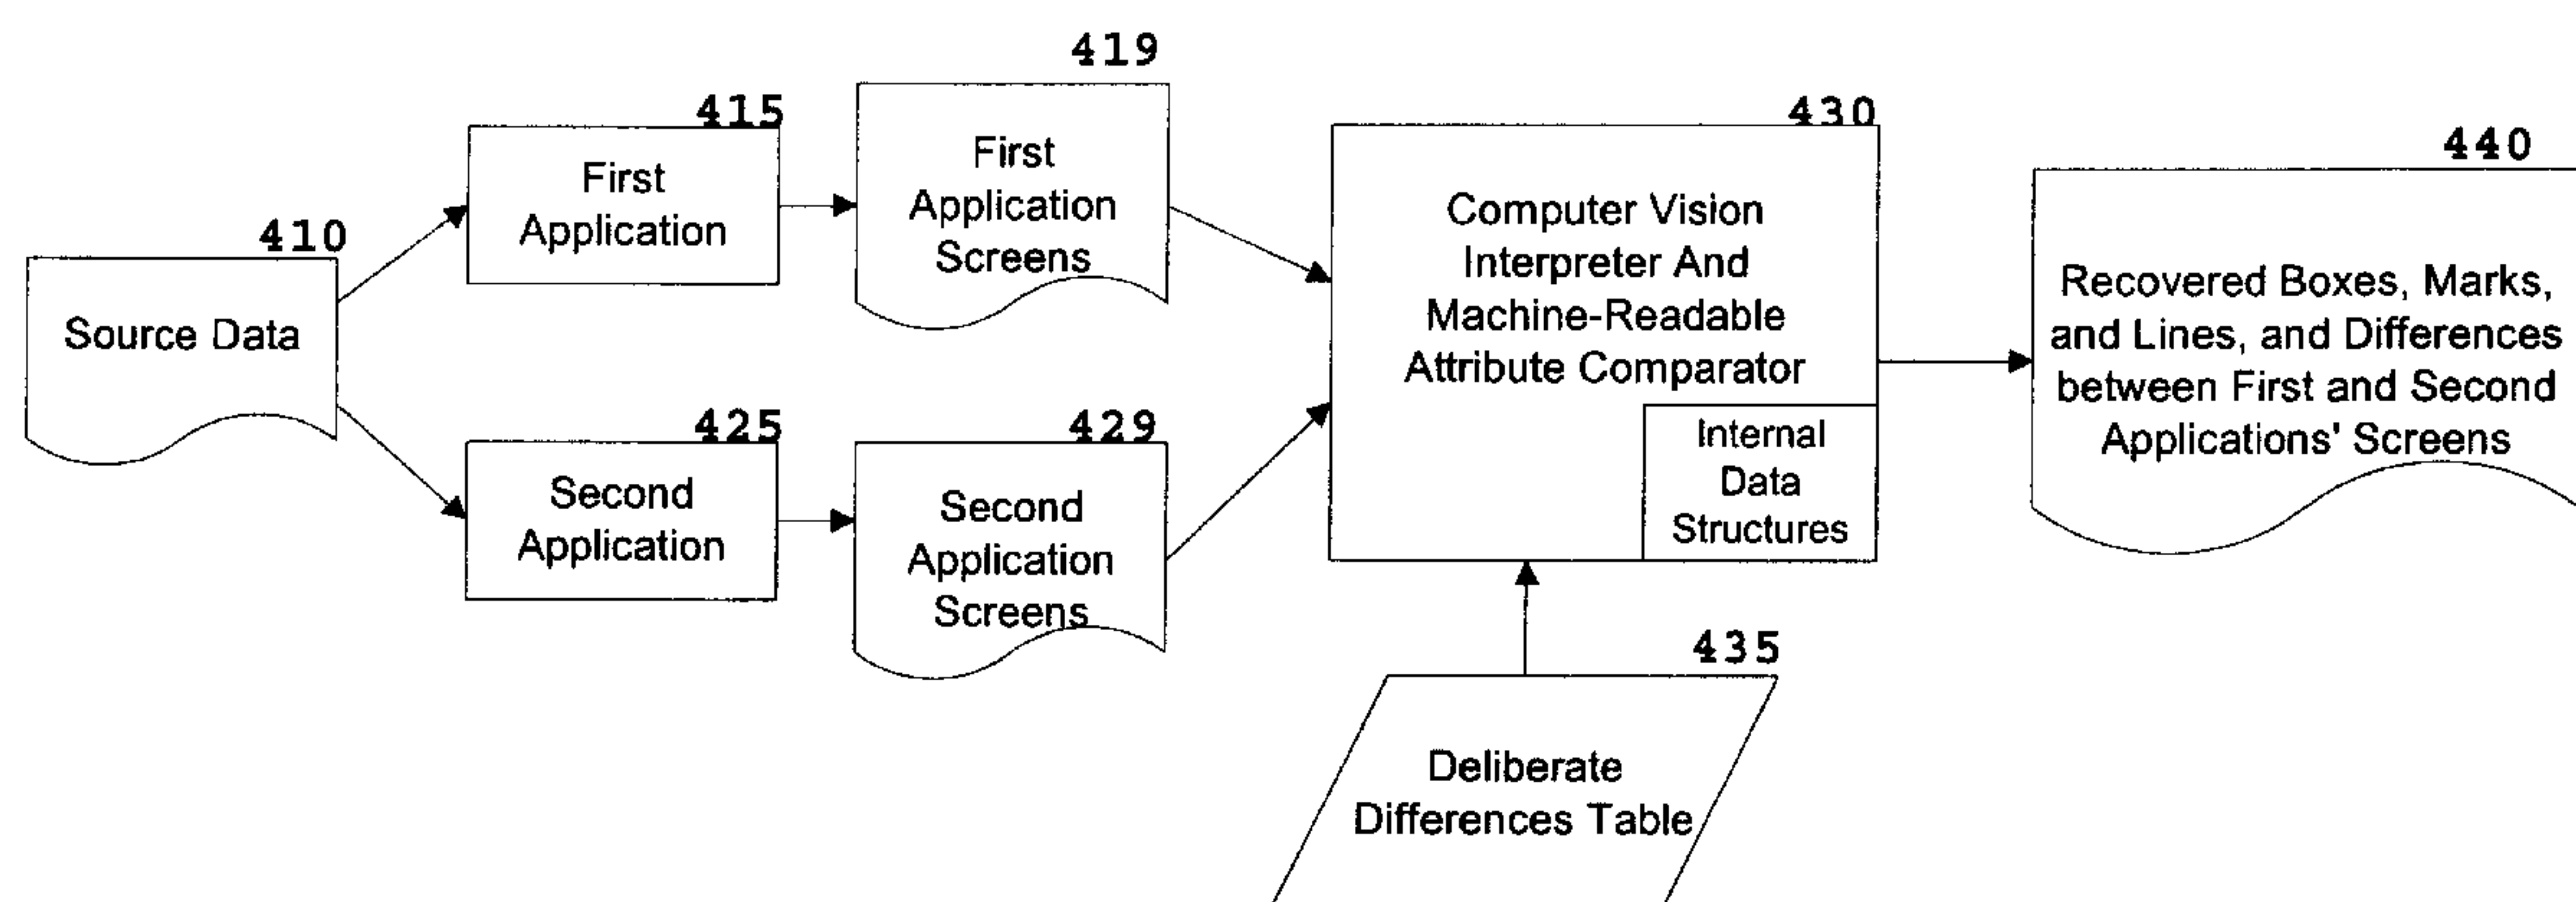 410
Source Data
415
First
Application
419
First
Application
Screens
425
Second
Application
429
Second
Application
Screens
430
Computer Vision
Interpreter And
Machine-Readable
Attribute Comparator
Internal
Data
Structures
435
Deliberate
Differences Table
440
Recovered Boxes, Marks,
and Lines, and Differences
between First and Second
Applications' Screens